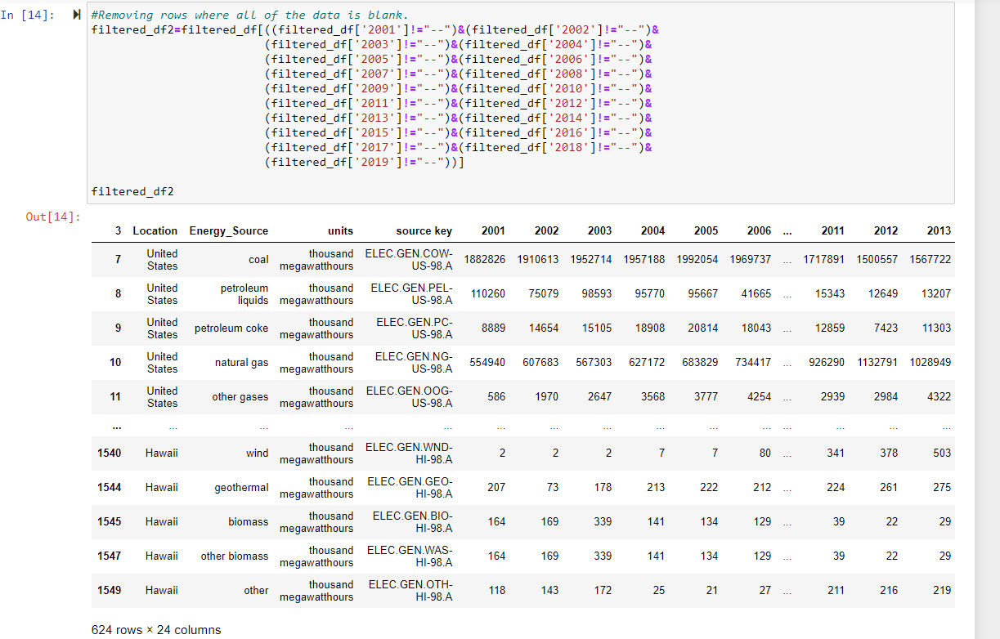 In [14]:
#Removing rows where all of the data is blank.
filtered_df2=filtered_df[((filtered_df['2001']!="--")&(filtered_df['2002']!="--")&
(filtered_df['2003']!="--")&(filtered_df['2004']!="--")&
(filtered_df['2005']!="--")&(filtered_df['2006']!="--")&
(filtered_df['2007']!="--")&(filtered_df['2008']!="--")&
(filtered_df['2009']!="--")&(filtered_df['2010']!="--")&
(filtered_df['2011']!="--")&(filtered_df['2012']!="--")&
(filtered_df['2013']!="--")&(filtered_df['2014']!="--")&
(filtered_df['2015']!="--")&(filtered_df['2016']!="--")&
(filtered_df['2017']!="--")&(filtered_df['2018']!="--")&
(filtered_df['2019']!="--"))]
filtered_df2
Out[14]:
3 Location Energy_Source units source key 2001 2002 2003 2004 2005 2006 ... 2011 2012 2013
7 United States coal thousand megawatthours ELEC.GEN.COW-US-98.A 1882826 1910613 1952714 1957188 1992054 1969737 ... 1717891 1500557 1567722
8 United States petroleum liquids thousand megawatthours ELEC.GEN.PEL-US-98.A 110260 75079 98593 95770 95667 41665 ... 15343 12649 13207
9 United States petroleum coke thousand megawatthours ELEC.GEN.PC-US-98.A 8889 14654 15105 18908 20814 18043 ... 12859 7423 11303
10 United States natural gas thousand megawatthours ELEC.GEN.NG-US-98.A 554940 607683 567303 627172 683829 734417 ... 926290 1132791 1028949
11 United States other gases thousand megawatthours ELEC.GEN.OOG-US-98.A 586 1970 2647 3568 3777 4254 ... 2939 2984 4322
... ... ... ... ... ... ... ... ... ... ... ... ... ... ...
1540 Hawaii wind thousand megawatthours ELEC.GEN.WND-HI-98.A 2 2 2 7 7 80 ... 341 378 503
1544 Hawaii geothermal thousand megawatthours ELEC.GEN.GEO-HI-98.A 207 73 178 213 222 212 ... 224 261 275
1545 Hawaii biomass thousand megawatthours ELEC.GEN.BIO-HI-98.A 164 169 339 141 134 129 ... 39 22 29
1547 Hawaii other biomass thousand megawatthours ELEC.GEN.WAS-HI-98.A 164 169 339 141 134 129 ... 39 22 29
1549 Hawaii other thousand megawatthours ELEC.GEN.OTH-HI-98.A 118 143 172 25 21 27 ... 211 216 219
624 rows × 24 columns